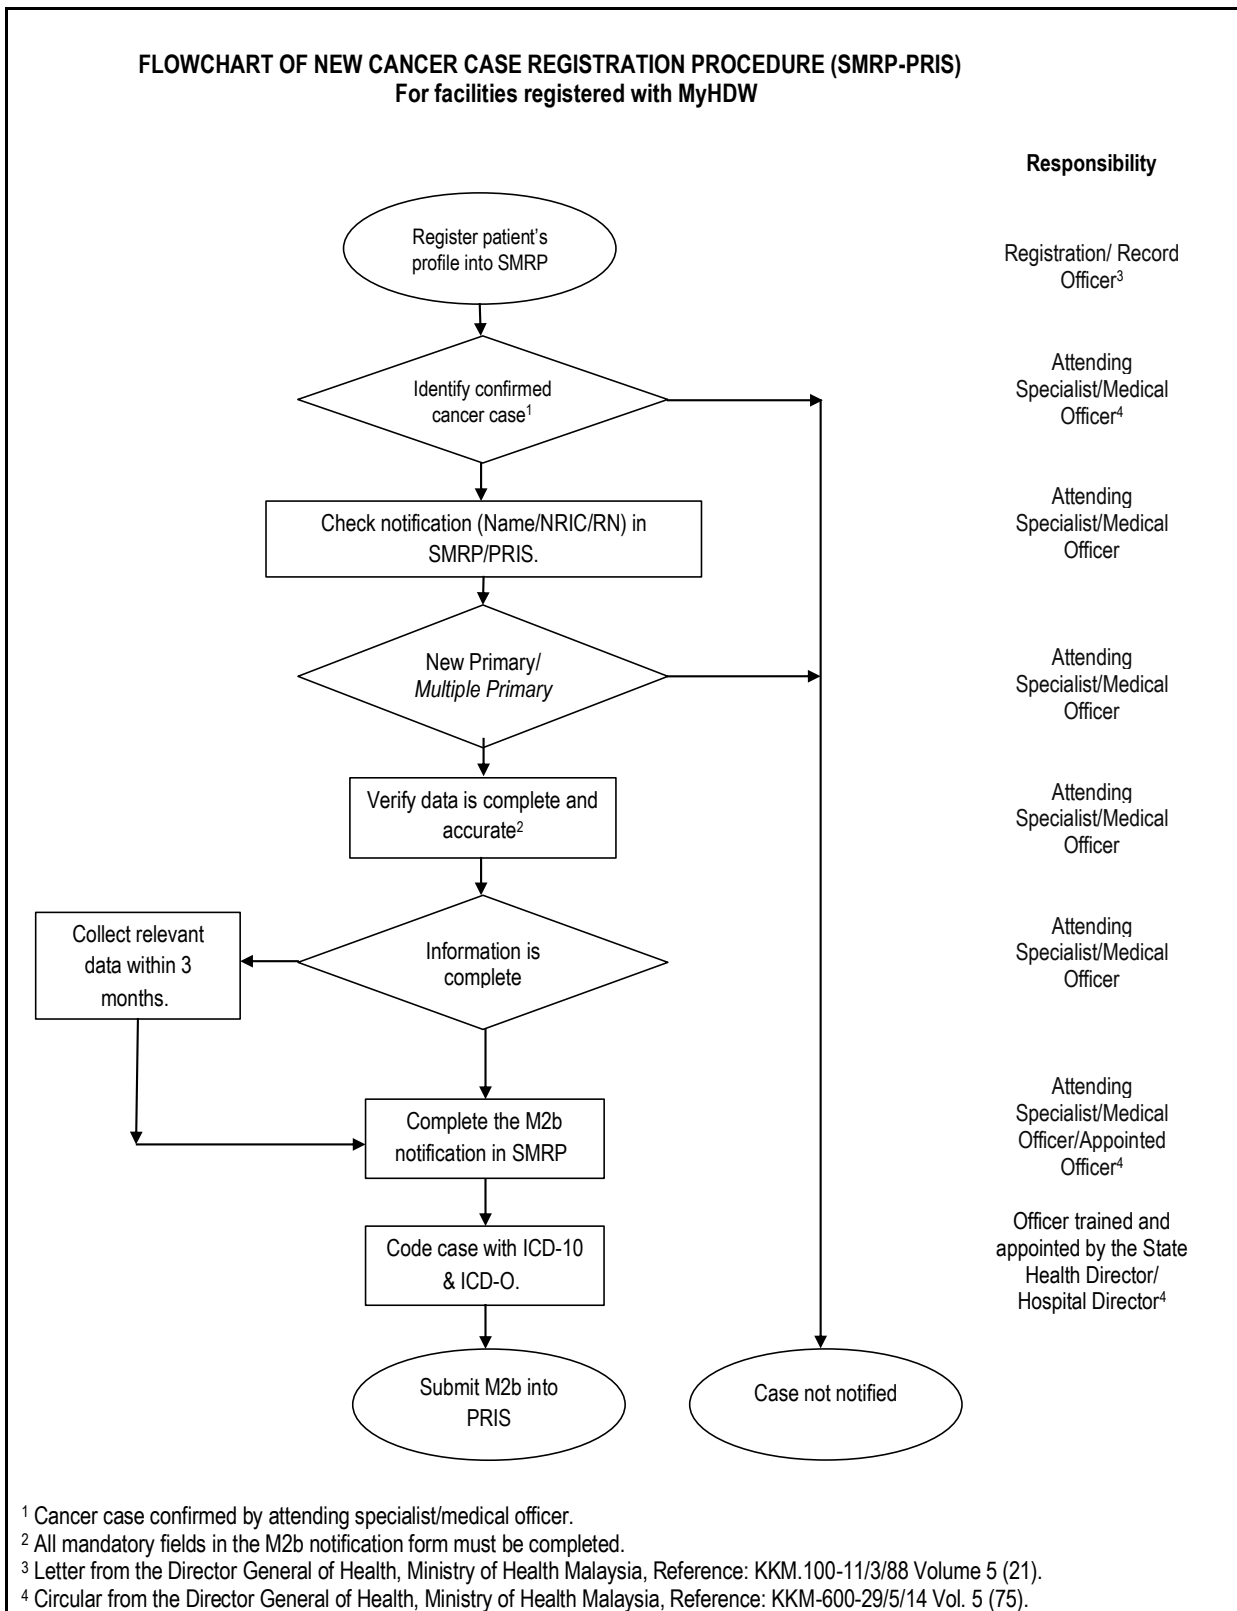 FLOWCHART OF NEW CANCER CASE REGISTRATION PROCEDURE (SMRP-PRIS)
For facilities registered with MyHDW
Responsibility
Register patient's
profile into SMRP
Registration/ Record
Officer³
Identify confirmed
cancer case¹
Attending
Specialist/Medical
Officer⁴
Check notification (Name/NRIC/RN) in
SMRP/PRIS.
Attending
Specialist/Medical
Officer
New Primary/
Multiple Primary
Attending
Specialist/Medical
Officer
Verify data is complete and
accurate²
Attending
Specialist/Medical
Officer
Collect relevant
data within 3
months.
Information is
complete
Attending
Specialist/Medical
Officer
Complete the M2b
notification in SMRP
Attending
Specialist/Medical
Officer/Appointed
Officer⁴
Code case with ICD-10
& ICD-O.
Officer trained and
appointed by the State
Health Director/
Hospital Director⁴
Submit M2b into
PRIS
Case not notified
¹ Cancer case confirmed by attending specialist/medical officer.
² All mandatory fields in the M2b notification form must be completed.
³ Letter from the Director General of Health, Ministry of Health Malaysia, Reference: KKM.100-11/3/88 Volume 5 (21).
⁴ Circular from the Director General of Health, Ministry of Health Malaysia, Reference: KKM-600-29/5/14 Vol. 5 (75).